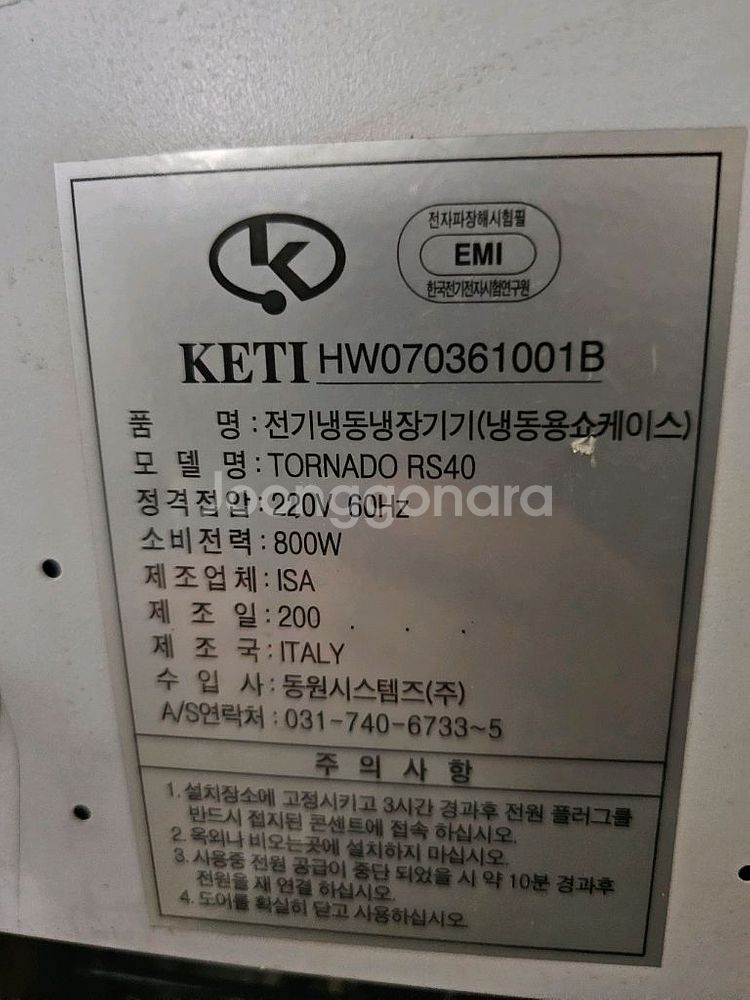 전자파장해시험필
EMI
한국전기전자시험연구원
KETI HW070361001B
품 명 : 전기냉동냉장기기(냉동용쇼케이스)
모 델 명 : TORNADO RS40
정격접압 : 220V 60Hz
Joonggonara
소비전력 : 800W
제조업체 : ISA
제 조 일 : 200 . . .
제 조 국 : ITALY
수 입 사 : 동원시스템즈(주)
A/S연락처 : 031-740-6733~5
주 의 사 항
1. 설치장소에 고정시키고 3시간 경과후 전원 플러그를
반드시 접지된 콘센트에 접속 하십시오.
2. 옥외나 비오는곳에 설치하지 마십시오.
3. 사용중 전원 공급이 중단 되었을 시 약 10분 경과후
전원을 재 연결 하십시오.
4. 도어를 확실히 닫고 사용하십시오.